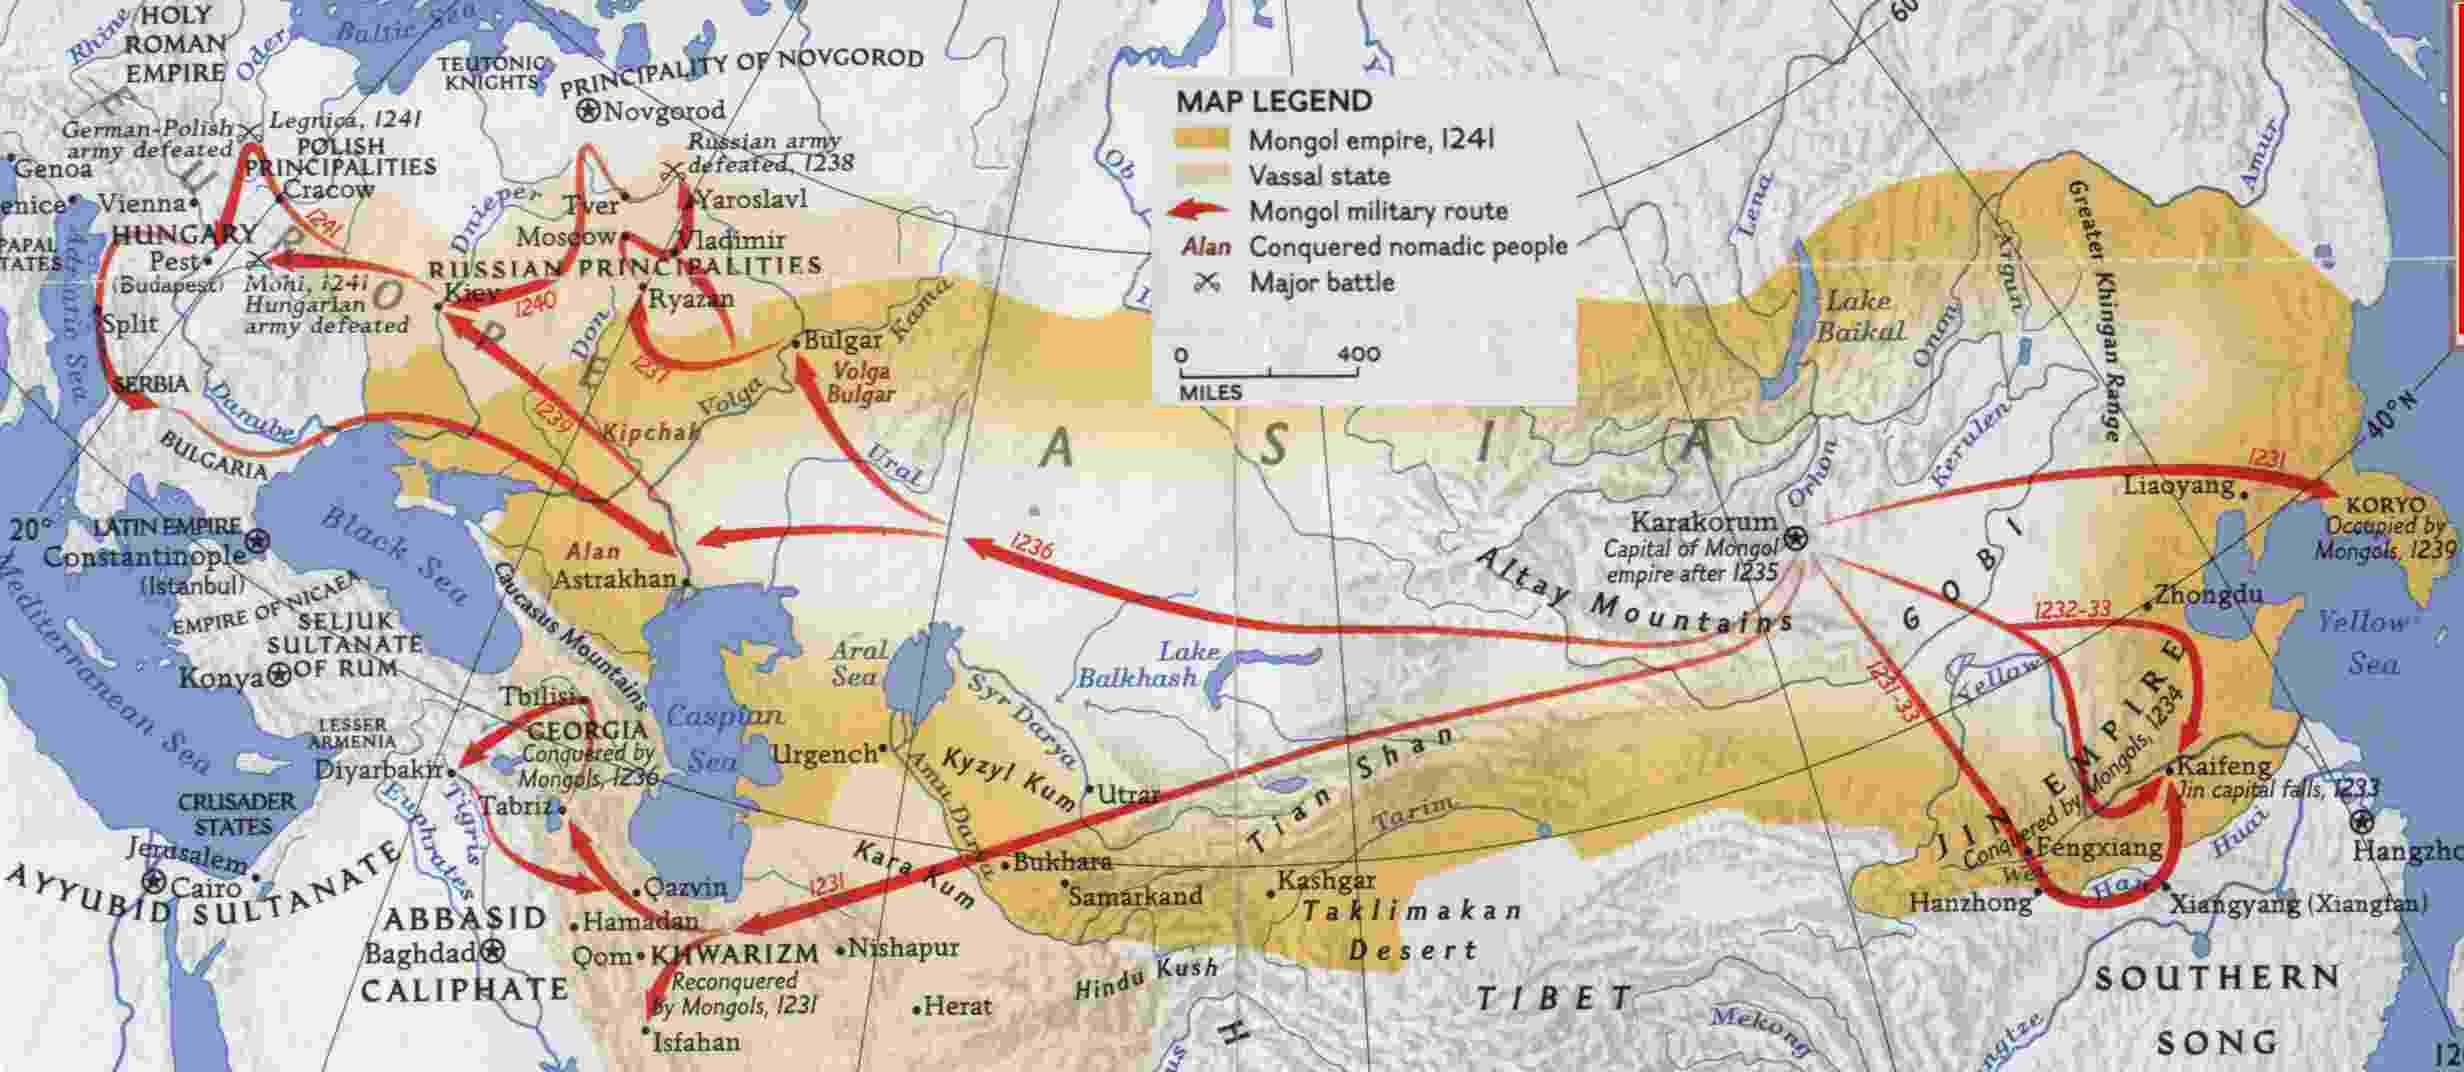 MAP LEGEND
Mongol empire, 1241
Vassal state
Mongol military route
Alan Conquered nomadic people
Major battle
0 400
MILES
Rhine
HOLY
ROMAN
EMPIRE
Oder
Baltic Sea
TEUTONIC
KNIGHTS
PRINCIPALITY OF NOVGOROD
Novgorod
German-Polish
army defeated
Legnica, 1241
POLISH
PRINCIPALITIES
Cracow
1241
Genoa
enice
Vienna
HUNGARY
PAPAL
TATES
Pest
(Budapest)
Mohi, 1241
Hungarian
army defeated
Adriatic Sea
Split
SERBIA
Danube
BULGARIA
E U R O P E
Dnieper
Russian army
defeated, 1238
Tver
Yaroslavl
Moscow
Vladimir
RUSSIAN PRINCIPALITIES
Kiev
1240
Ryazan
Don
1237
Bulgar
Kama
Volga
Bulgar
Volga
1239
Kipchak
Ural
A S I A
1236
Ob
60
Lena
Amur
Lake
Baikal
Argun
Onon
Greater Khingan Range
Kerulen
Orhon
40°N
1231
Liaoyang
KORYO
Occupied by
Mongols, 1239
Karakorum
Capital of Mongol
empire after 1235
Altay Mountains
GOBI
1232-33
Zhongdu
Yellow
Sea
Yellow
1231-33
JIN EMPIRE
Conquered by Mongols, 1234
Kaifeng
Jin capital falls, 1233
Huai
Hangzho
Fengxiang
Wei
Han
Hanzhong
Xiangyang (Xiangfan)
SOUTHERN
SONG
12
20°
LATIN EMPIRE
Constantinople
(Istanbul)
Black Sea
EMPIRE OF NICAEA
SELJUK
SULTANATE
OF RUM
Konya
Mediterranean Sea
Alan
Astrakhan
Caucasus Mountains
Tbilisi
GEORGIA
Conquered by
Mongols, 1236
LESSER
ARMENIA
Diyarbakir
Tabriz
Euphrates
Tigris
CRUSADER
STATES
Jerusalem
Cairo
AYYUBID SULTANATE
ABBASID
Baghdad
CALIPHATE
Caspian
Sea
Aral
Sea
Urgench
Lake
Balkhash
Syr Darya
Amu Darya
Kyzyl Kum
Utrar
Kara Kum
Bukhara
Samarkand
Tian Shan
Tarim
Kashgar
Taklimakan
Desert
Hindu Kush
TIBET
Mekong
ngtze
H
us
1231
Qazvin
Hamadan
Qom
KHWARIZM
Reconquered
by Mongols, 1231
Nishapur
Herat
Isfahan